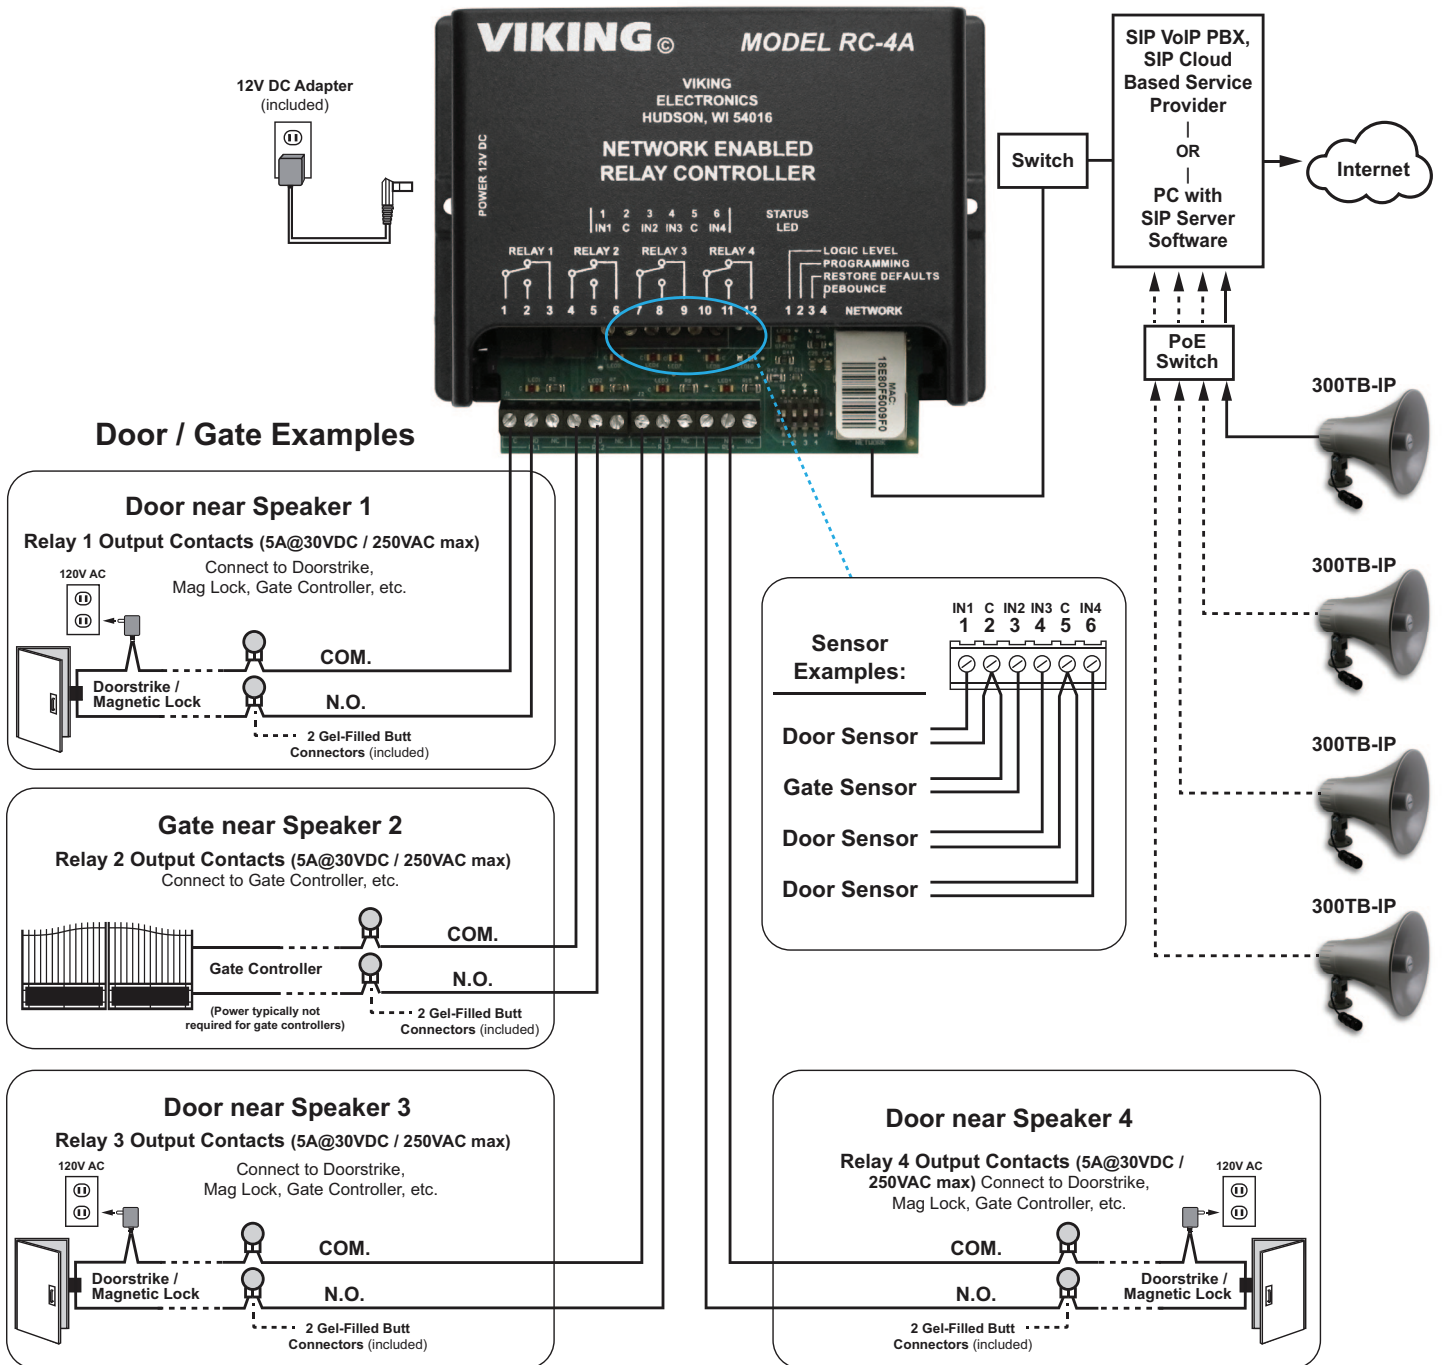 VIKING ©
MODEL RC-4A
VIKING
ELECTRONICS
HUDSON, WI 54016
NETWORK ENABLED
RELAY CONTROLLER
POWER 12V DC
1 2 3 4 5 6
IN1 C IN2 IN3 C IN4
STATUS
LED
RELAY 1 RELAY 2 RELAY 3 RELAY 4
LOGIC LEVEL
PROGRAMMING
RESTORE DEFAULTS
DEBOUNCE
1 2 3 4 5 6 7 8 9 10 11 12
1 2 3 4 NETWORK
MAC:
18E80F5009F0
NETWORK
12V DC Adapter
(included)
Switch
SIP VoIP PBX,
SIP Cloud
Based Service
Provider
OR
PC with
SIP Server
Software
Internet
PoE
Switch
300TB-IP
300TB-IP
300TB-IP
300TB-IP
Door / Gate Examples
Door near Speaker 1
Relay 1 Output Contacts (5A@30VDC / 250VAC max)
Connect to Doorstrike,
Mag Lock, Gate Controller, etc.
120V AC
COM.
Doorstrike /
Magnetic Lock
N.O.
2 Gel-Filled Butt
Connectors (included)
Gate near Speaker 2
Relay 2 Output Contacts (5A@30VDC / 250VAC max)
Connect to Gate Controller, etc.
COM.
Gate Controller
N.O.
(Power typically not
required for gate controllers)
2 Gel-Filled Butt
Connectors (included)
Door near Speaker 3
Relay 3 Output Contacts (5A@30VDC / 250VAC max)
Connect to Doorstrike,
Mag Lock, Gate Controller, etc.
120V AC
COM.
Doorstrike /
Magnetic Lock
N.O.
2 Gel-Filled Butt
Connectors (included)
Sensor
Examples:
IN1 C IN2 IN3 C IN4
1 2 3 4 5 6
Door Sensor
Gate Sensor
Door Sensor
Door Sensor
Door near Speaker 4
Relay 4 Output Contacts (5A@30VDC /
250VAC max) Connect to Doorstrike,
Mag Lock, Gate Controller, etc.
120V AC
COM.
N.O.
Doorstrike /
Magnetic Lock
2 Gel-Filled Butt
Connectors (included)